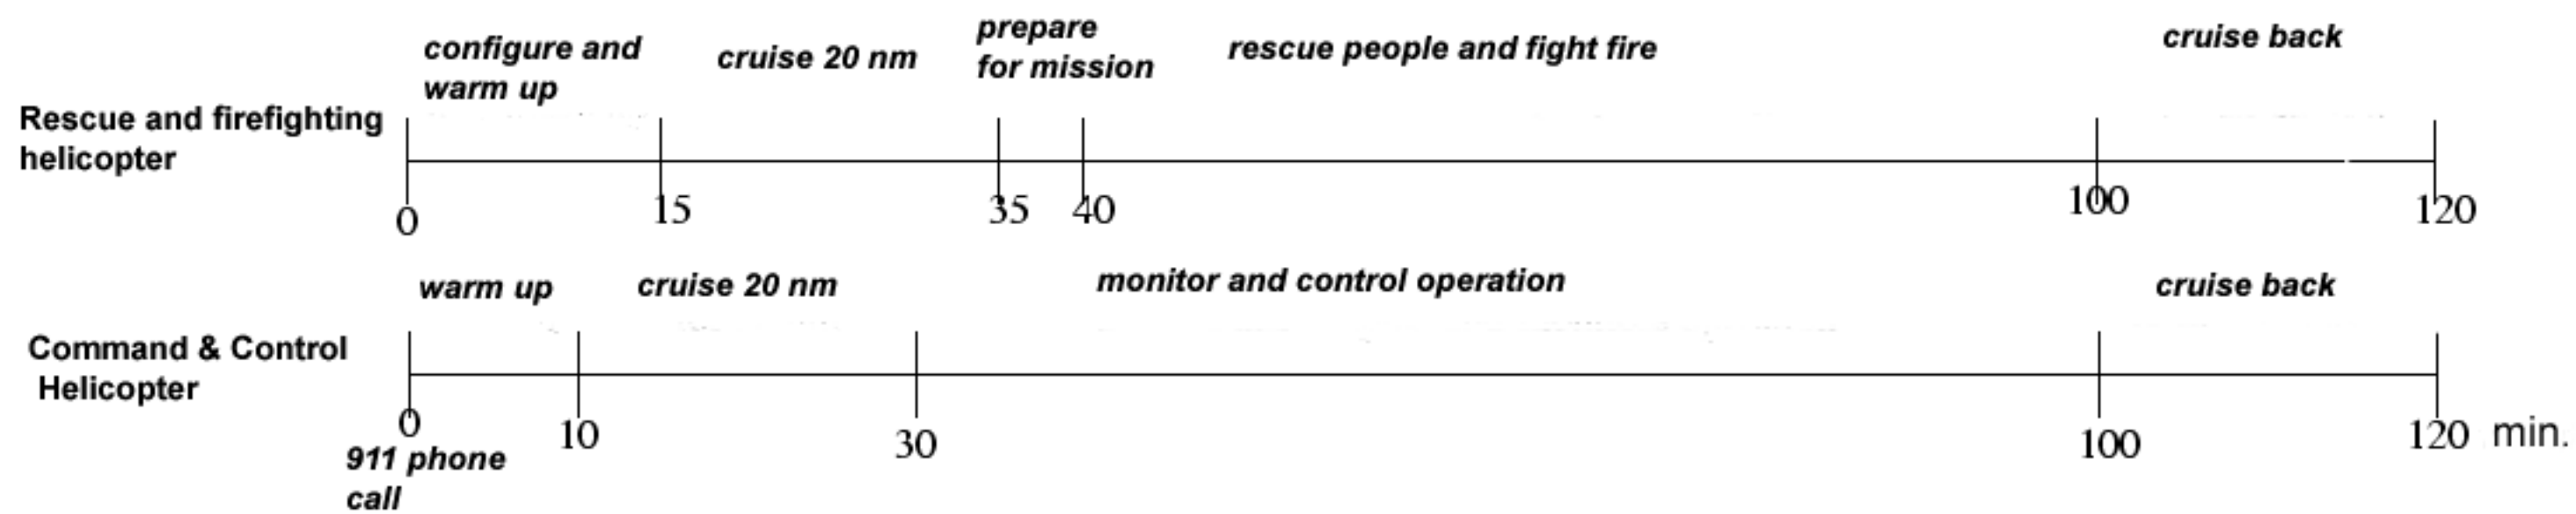 prepare
configure and
cruise 20 nm
for mission
rescue people and fight fire
cruise back
warm up
Rescue and firefighting
helicopter
0
15
35
40
100
120
warm up
cruise 20 nm
monitor and control operation
cruise back
Command & Control
Helicopter
0
10
30
100
120 min.
911 phone
call